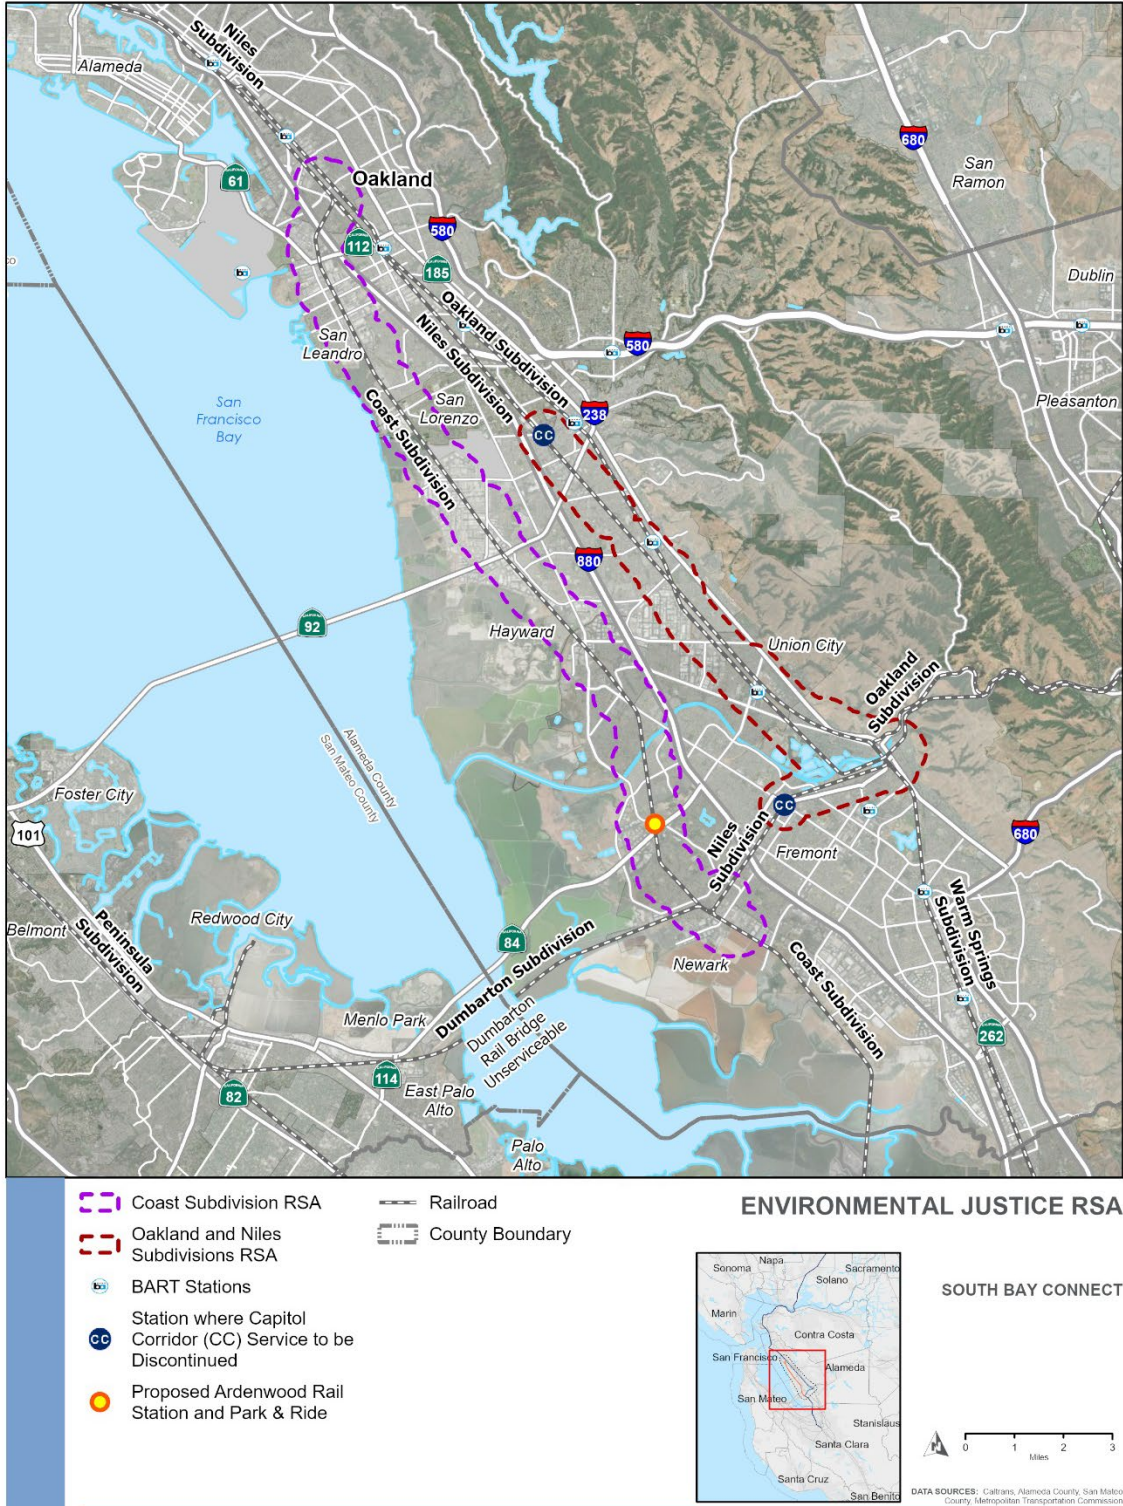 Niles
Subdivision
Alameda
680
61
Oakland
San
Ramon
580
112
185
Dublin
Oakland Subdivision
580
San
Leandro
Niles Subdivision
San
Francisco
Bay
San
Lorenzo
238
Pleasanton
CC
Coast Subdivision
880
92
Hayward
Union City
Oakland
Subdivision
Alameda County
San Mateo County
Foster City
101
CC
680
Niles
Subdivision
Fremont
Warm Springs
Subdivision
Belmont
Peninsula
Subdivision
Redwood City
84
Dumbarton Subdivision
Newark
Coast Subdivision
Menlo Park
Dumbarton
Rail Bridge
Unserviceable
262
114
82
East Palo
Alto
Palo
Alto
Coast Subdivision RSA
Oakland and Niles
Subdivisions RSA
BART Stations
CC
Station where Capitol
Corridor (CC) Service to be
Discontinued
Proposed Ardenwood Rail
Station and Park & Ride
Railroad
County Boundary
ENVIRONMENTAL JUSTICE RSA
SOUTH BAY CONNECT
Napa
Sonoma
Sacramento
Solano
Marin
Contra Costa
San Francisco
Alameda
San Mateo
Stanislaus
Santa Clara
Santa Cruz
San Benito
N
0 1 2 3
Miles
DATA SOURCES: Caltrans, Alameda County, San Mateo
County, Metropolitan Transportation Commission